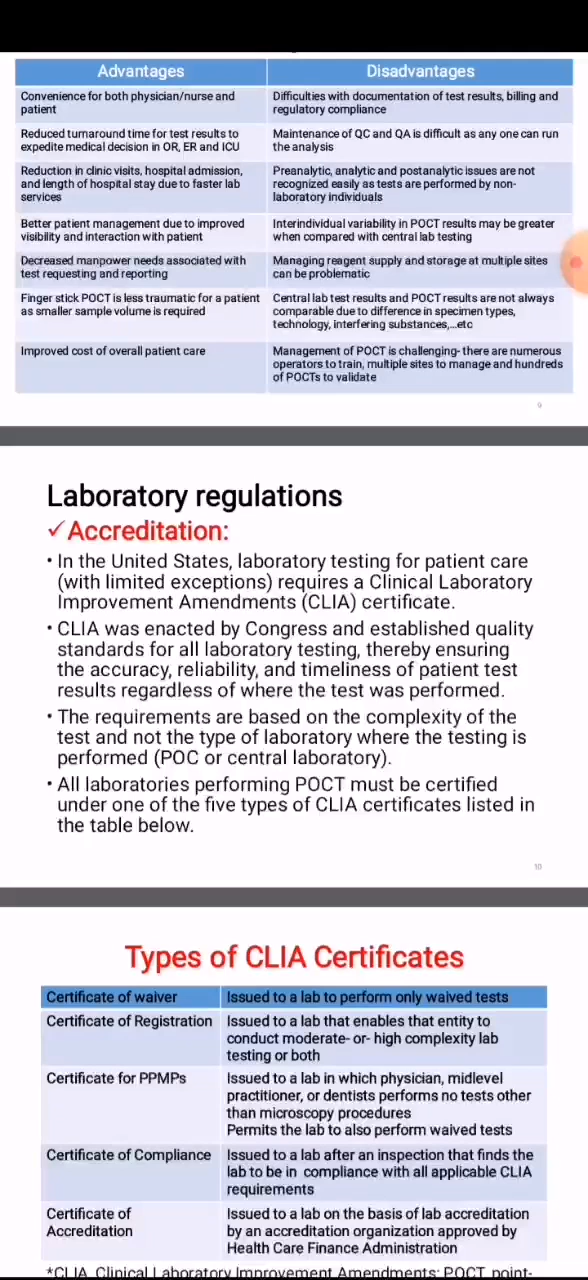 Advantages
Disadvantages
Convenience for both physician/nurse and
patient
Difficulties with documentation of test results, billing and
regulatory compliance
Reduced turnaround time for test results to
expedite medical decision in OR, ER and ICU
Maintenance of QC and QA is difficult as any one can run
the analysis
Reduction in clinic visits, hospital admission,
and length of hospital stay due to faster lab
services
Preanalytic, analytic and postanalytic issues are not
recognized easily as tests are performed by non-
laboratory individuals
Better patient management due to improved
visibility and interaction with patient
Interindividual variability in POCT results may be greater
when compared with central lab testing
Decreased manpower needs associated with
test requesting and reporting
Managing reagent supply and storage at multiple sites
can be problematic
Finger stick POCT is less traumatic for a patient
as smaller sample volume is required
Central lab test results and POCT results are not always
comparable due to difference in specimen types,
technology, interfering substances,...etc
Improved cost of overall patient care
Management of POCT is challenging- there are numerous
operators to train, multiple sites to manage and hundreds
of POCTs to validate
9
Laboratory regulations
✓Accreditation:
• In the United States, laboratory testing for patient care
(with limited exceptions) requires a Clinical Laboratory
Improvement Amendments (CLIA) certificate.
• CLIA was enacted by Congress and established quality
standards for all laboratory testing, thereby ensuring
the accuracy, reliability, and timeliness of patient test
results regardless of where the test was performed.
• The requirements are based on the complexity of the
test and not the type of laboratory where the testing is
performed (POC or central laboratory).
• All laboratories performing POCT must be certified
under one of the five types of CLIA certificates listed in
the table below.
10
Types of CLIA Certificates
Certificate of waiver
Issued to a lab to perform only waived tests
Certificate of Registration
Issued to a lab that enables that entity to
conduct moderate- or- high complexity lab
testing or both
Certificate for PPMPs
Issued to a lab in which physician, midlevel
practitioner, or dentists performs no tests other
than microscopy procedures
Permits the lab to also perform waived tests
Certificate of Compliance
Issued to a lab after an inspection that finds the
lab to be in compliance with all applicable CLIA
requirements
Certificate of
Accreditation
Issued to a lab on the basis of lab accreditation
by an accreditation organization approved by
Health Care Finance Administration
*CLIA, Clinical Laboratory Improvement Amendments; POCT, point-